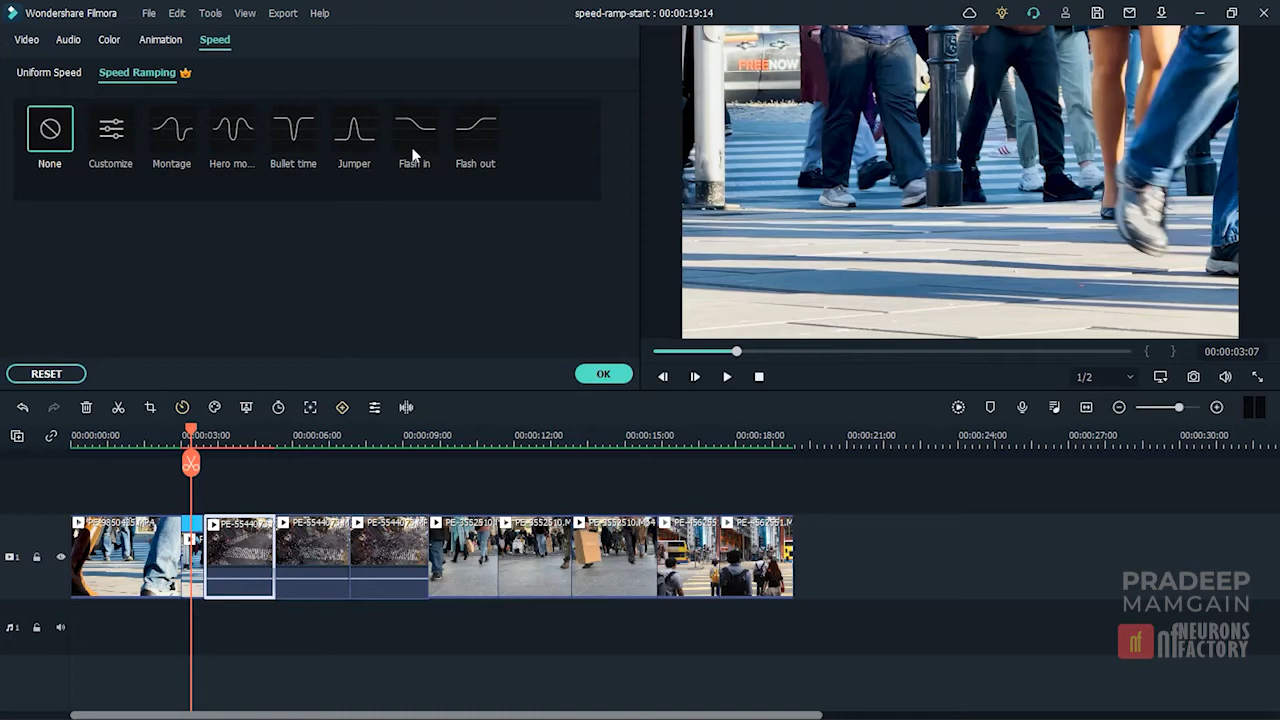 Wondershare Filmora
File Edit Tools View Export Help
speed-ramp-start : 00:00:19:14
Video Audio Color Animation Speed
Uniform Speed Speed Ramping
None Customize Montage Hero mo... Bullet time Jumper Flash in Flash out
FREENOW
RESET OK
00:00:03:07
1/2
00:00:00:00 00:00:03:00 00:00:06:00 00:00:09:00 00:00:12:00 00:00:15:00 00:00:18:00 00:00:21:00 00:00:24:00 00:00:27:00 00:00:30:00
1
1
PRADEEP
MAMGAIN
nf nf NEURONS
FACTORY